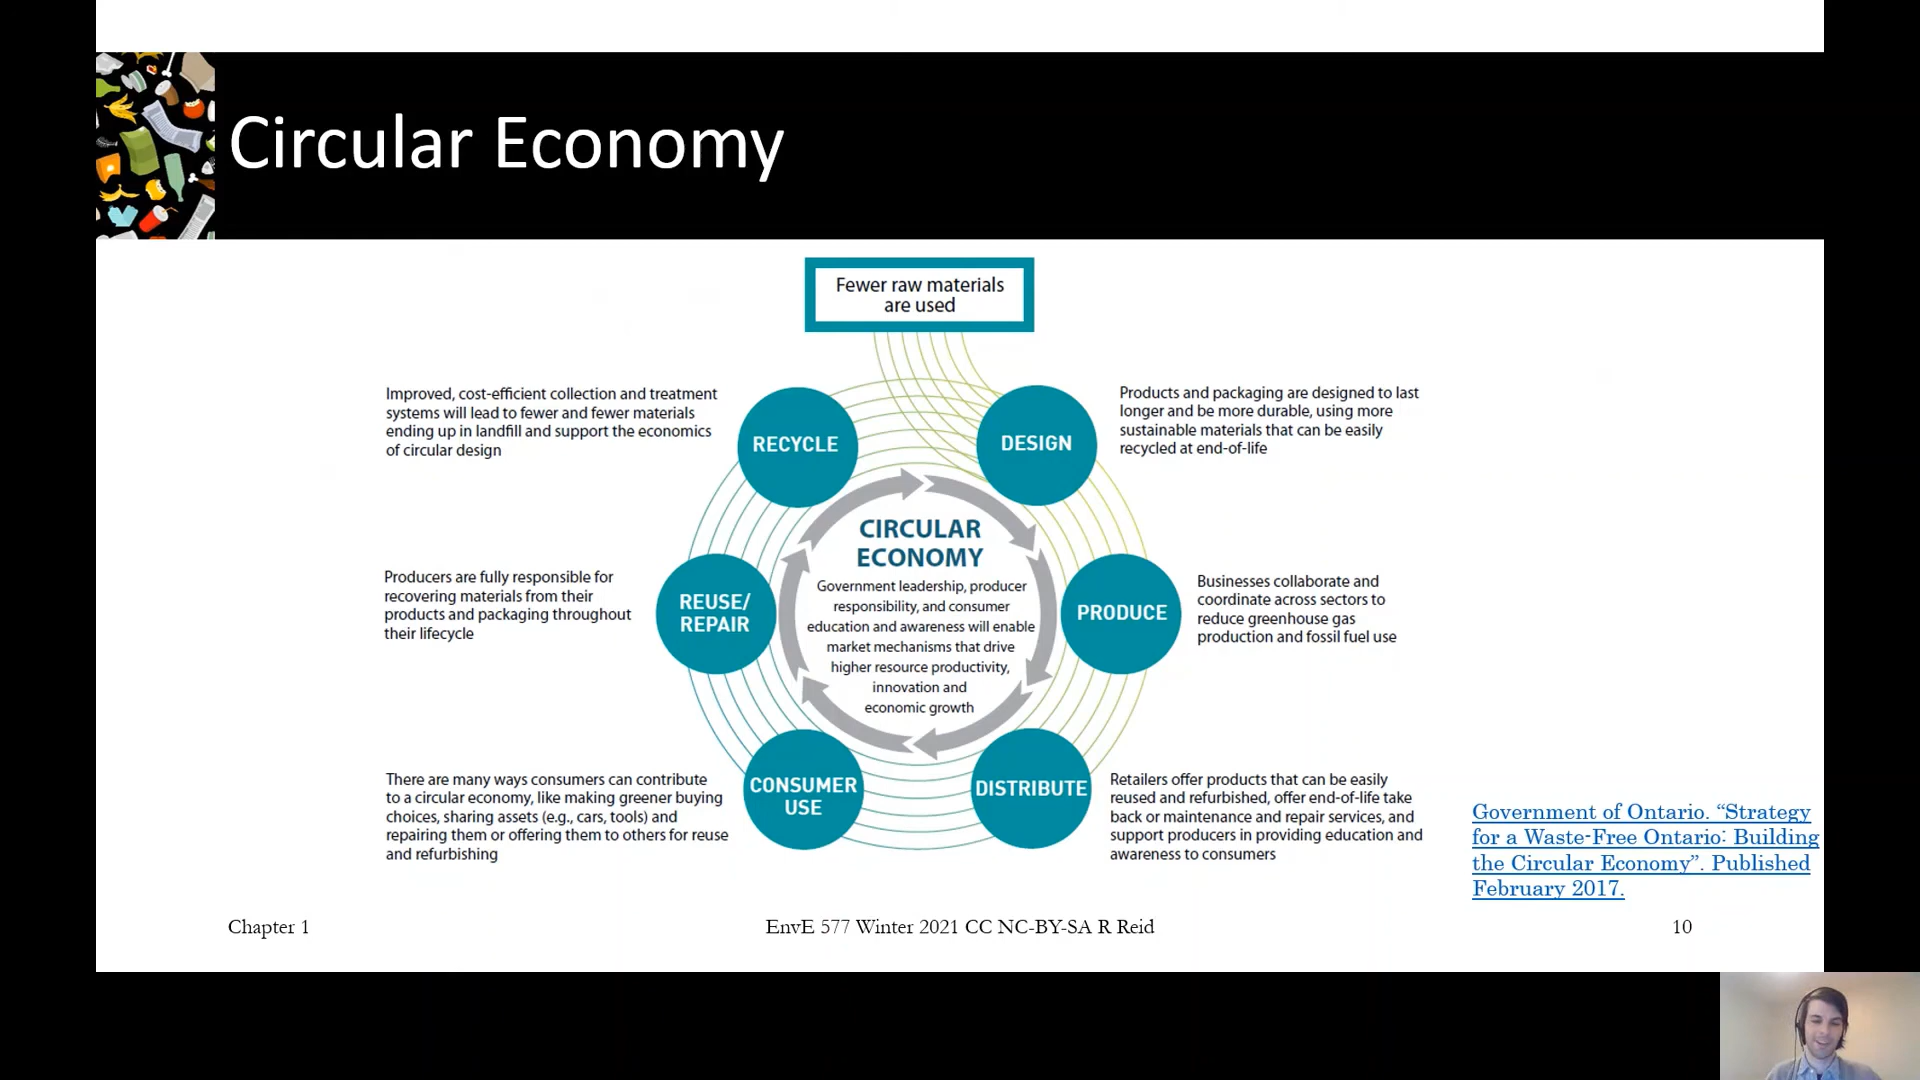 Circular Economy
Fewer raw materials
are used
Improved, cost-efficient collection and treatment
systems will lead to fewer and fewer materials
ending up in landfill and support the economics
of circular design
RECYCLE
DESIGN
Products and packaging are designed to last
longer and be more durable, using more
sustainable materials that can be easily
recycled at end-of-life
CIRCULAR
ECONOMY
Government leadership, producer
responsibility, and consumer
education and awareness will enable
market mechanisms that drive
higher resource productivity,
innovation and
economic growth
Producers are fully responsible for
recovering materials from their
products and packaging throughout
their lifecycle
REUSE/
REPAIR
PRODUCE
Businesses collaborate and
coordinate across sectors to
reduce greenhouse gas
production and fossil fuel use
There are many ways consumers can contribute
to a circular economy, like making greener buying
choices, sharing assets (e.g., cars, tools) and
repairing them or offering them to others for reuse
and refurbishing
CONSUMER
USE
DISTRIBUTE
Retailers offer products that can be easily
reused and refurbished, offer end-of-life take
back or maintenance and repair services, and
support producers in providing education and
awareness to consumers
Government of Ontario. “Strategy
for a Waste-Free Ontario: Building
the Circular Economy”. Published
February 2017.
Chapter 1
EnvE 577 Winter 2021 CC NC-BY-SA R Reid
10